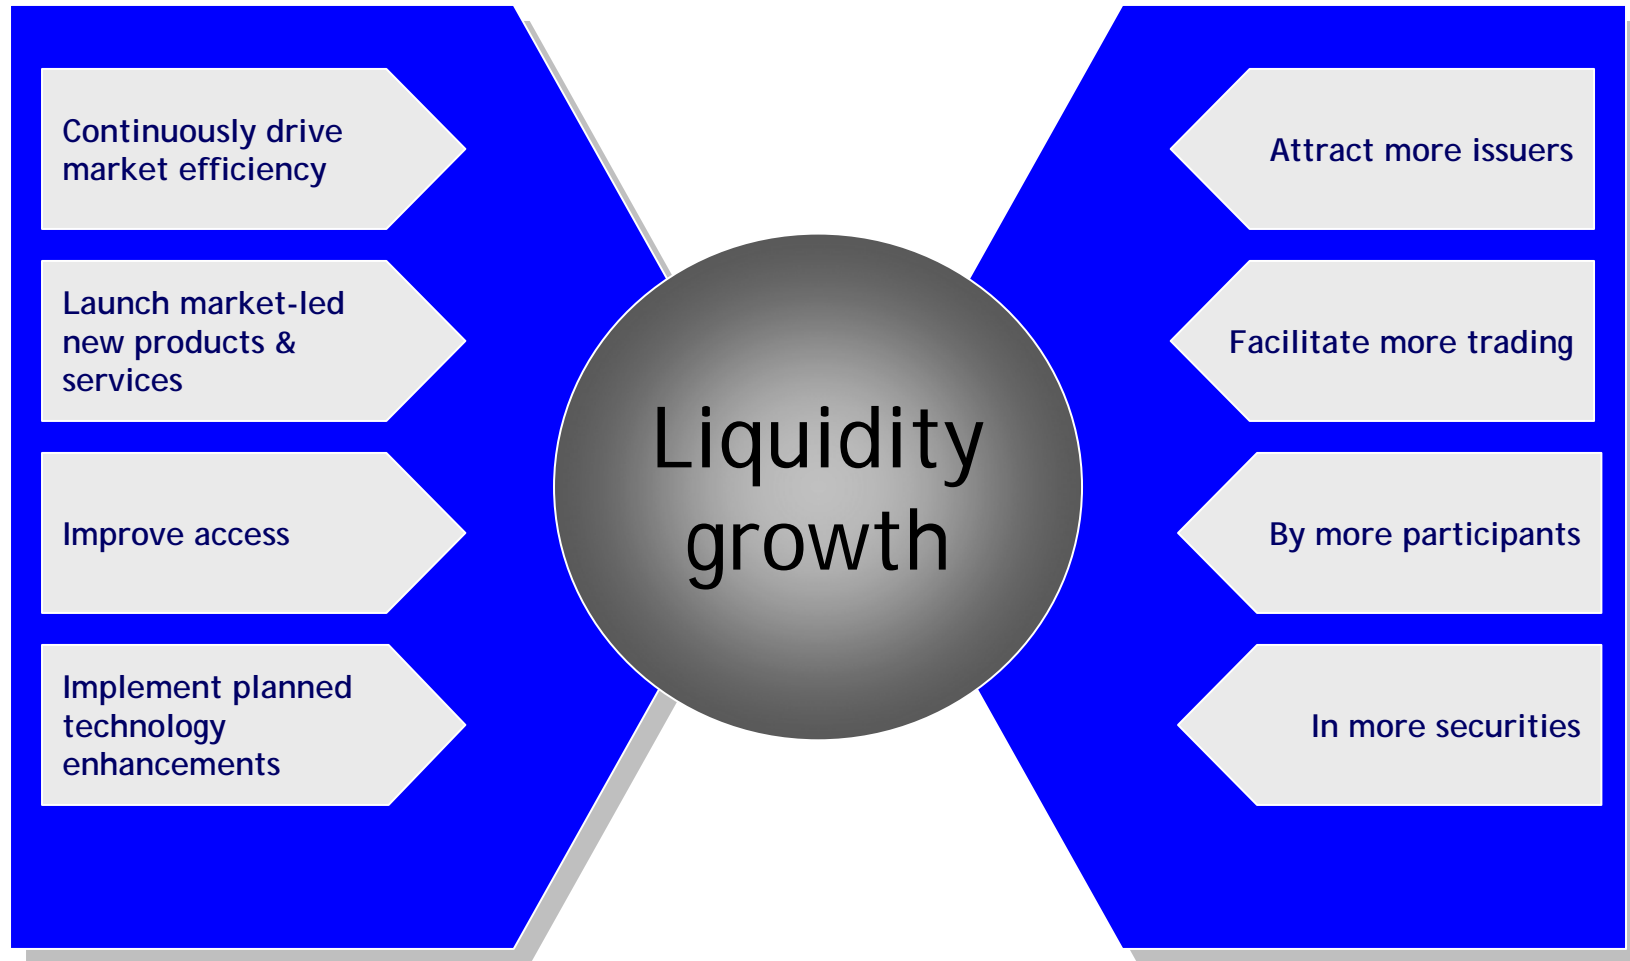 Continuously drive
market efficiency
Launch market-led
new products &
services
Improve access
Implement planned
technology
enhancements
Liquidity
growth
Attract more issuers
Facilitate more trading
By more participants
In more securities